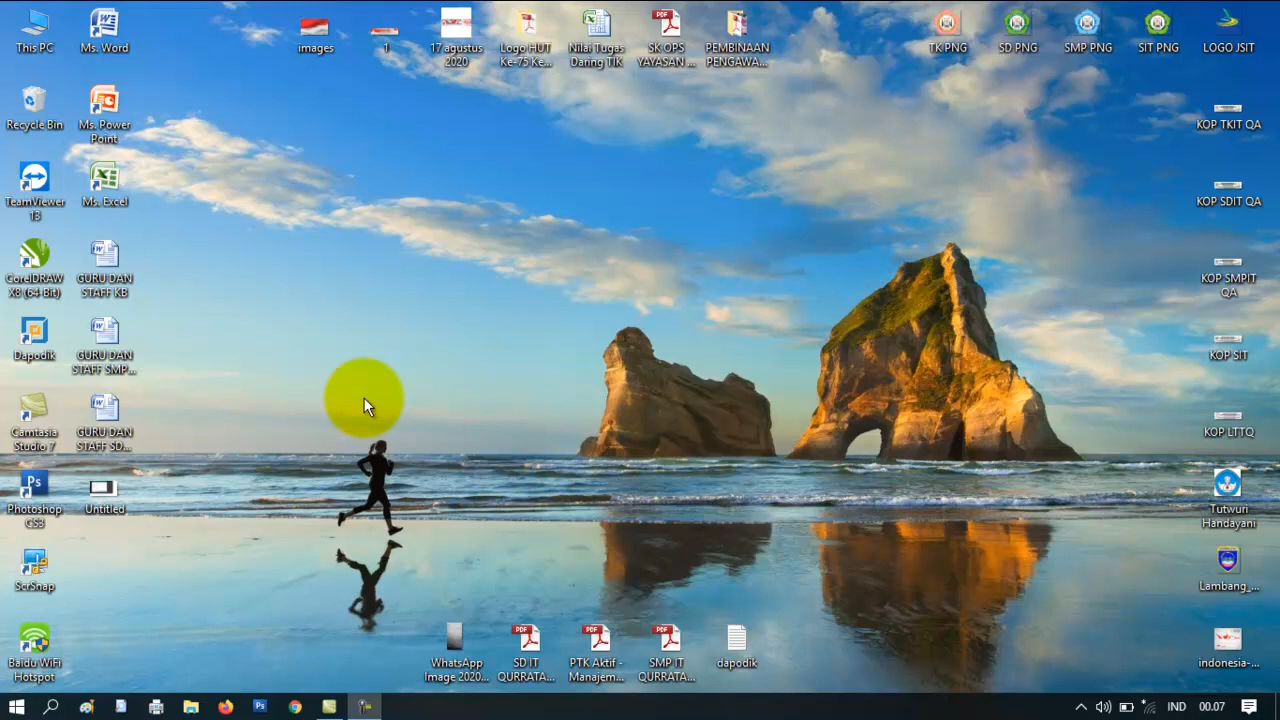 This PC
Ms. Word
images
1
17 agustus
2020
Logo HUT
Ke-75 Ke...
Nilai Tugas
Daring TIK
SK OPS
YAYASAN ...
PEMBINAAN
PENGAWA...
TK PNG
SD PNG
SMP PNG
SIT PNG
LOGO JSIT
Recycle Bin
Ms. Power
Point
KOP TKIT QA
TeamViewer
13
Ms. Excel
KOP SDIT QA
CorelDRAW
X8 (64-Bit)
GURU DAN
STAFF KB
KOP SMPIT
QA
Dapodik
GURU DAN
STAFF SMP...
KOP SIT
Camtasia
Studio 7
GURU DAN
STAFF SD...
KOP LTTQ
Photoshop
CS3
Untitled
Tutwuri
Handayani
ScrSnap
Lambang_...
Baidu WiFi
Hotspot
WhatsApp
Image 2020...
SD IT
QURRATA...
PTK Aktif -
Manajem...
SMP IT
QURRATA...
dapodik
indonesia-...
IND
00.07